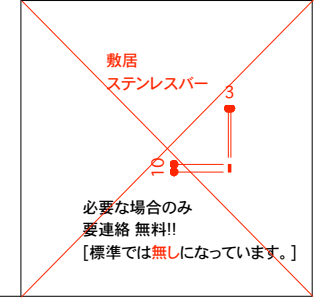 敷居
ステンレスバー
3
10
必要な場合のみ
要連絡 無料!!
[標準では無しになっています。]